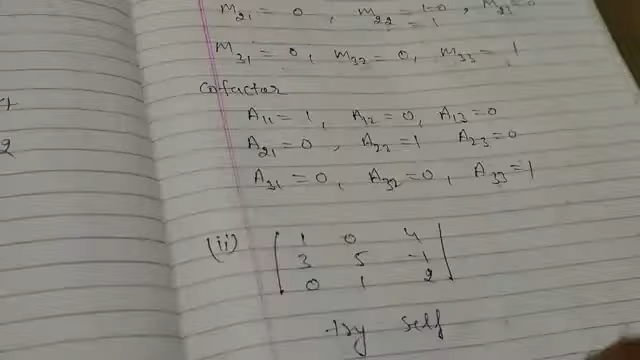 M21 = 0 , M22 = 1-0 , M23 = 0
= 1
M31 = 0, M32 = 0, M33 = 1
Cofactor
A11 = 1, A12 = 0, A13 = 0
A21 = 0, A22 = 1 A23 = 0
A31 = 0, A32 = 0, A33 = 1
(ii) | 1 0 4 |
| 3 5 -1 |
| 0 1 2 |
try self
2